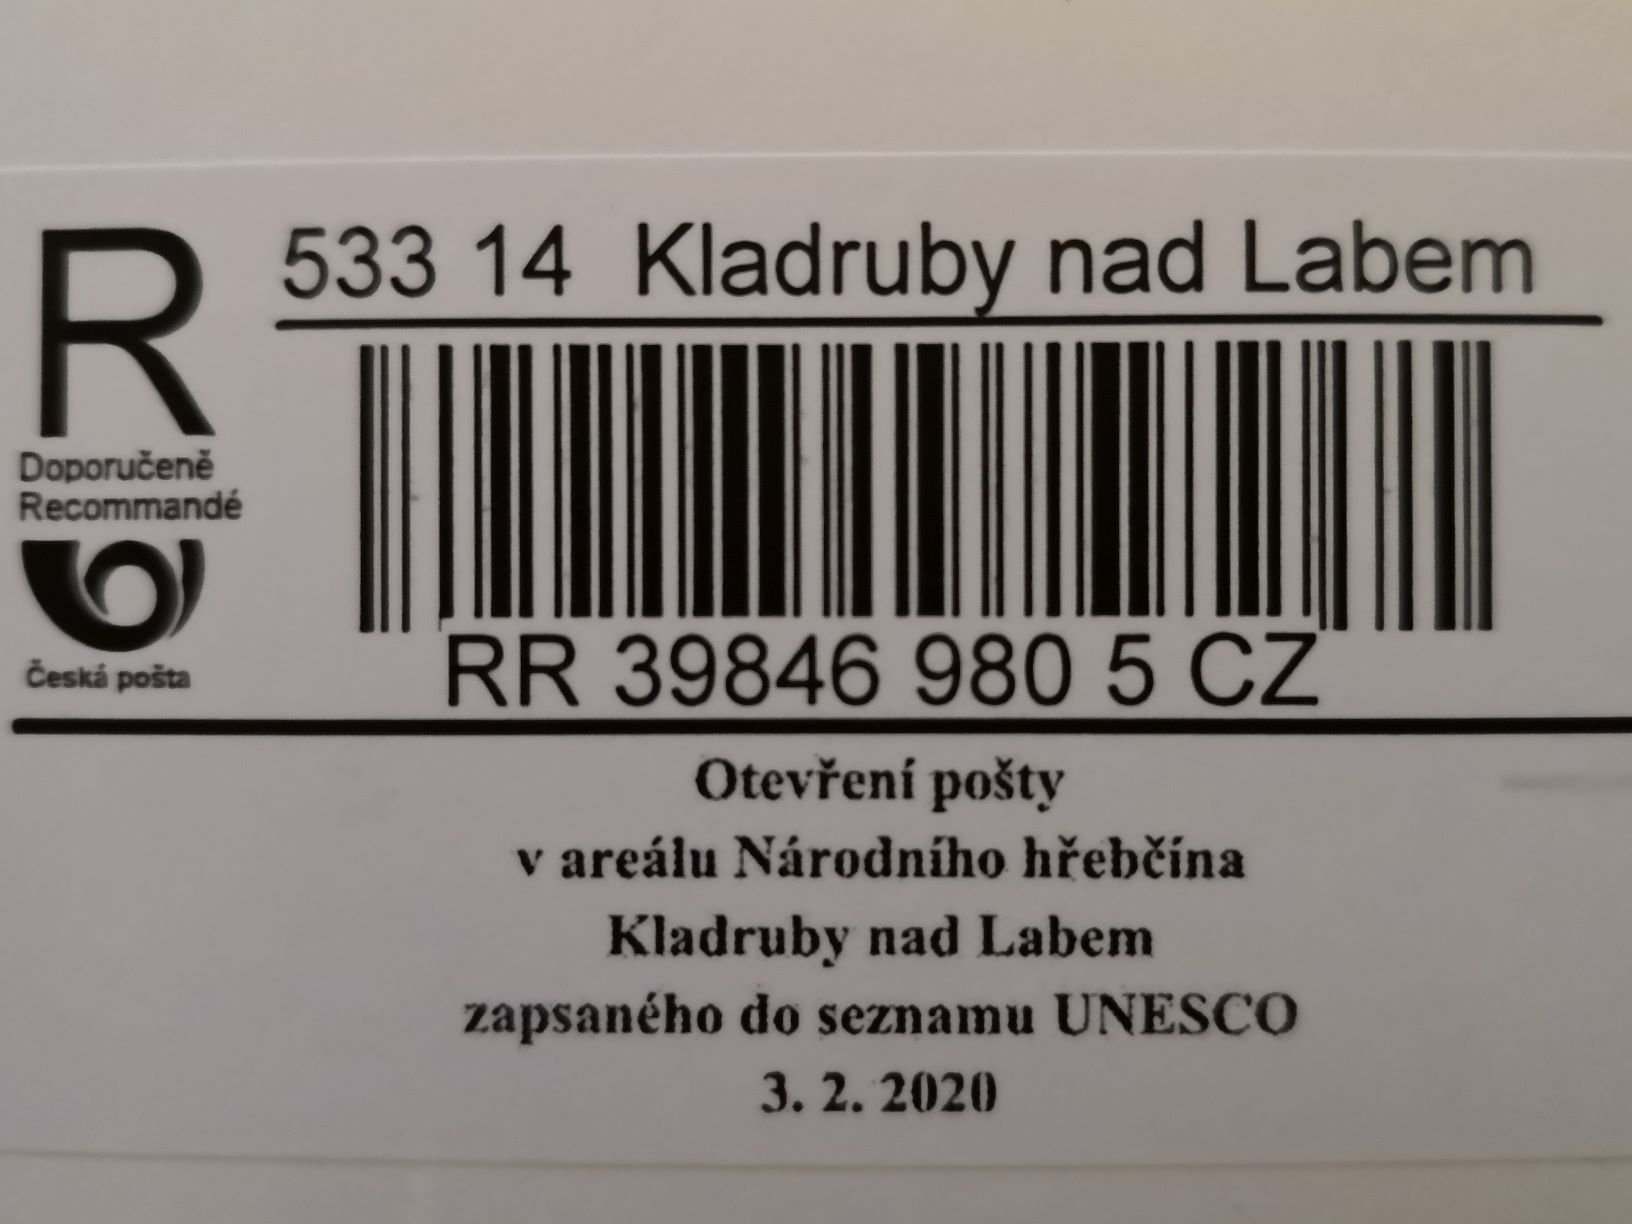 R
533 14 Kladruby nad Labem
Doporučeně
Recommandé
Česká pošta
RR 39846 980 5 CZ
Otevření pošty
v areálu Národního hřebčína
Kladruby nad Labem
zapsaného do seznamu UNESCO
3. 2. 2020